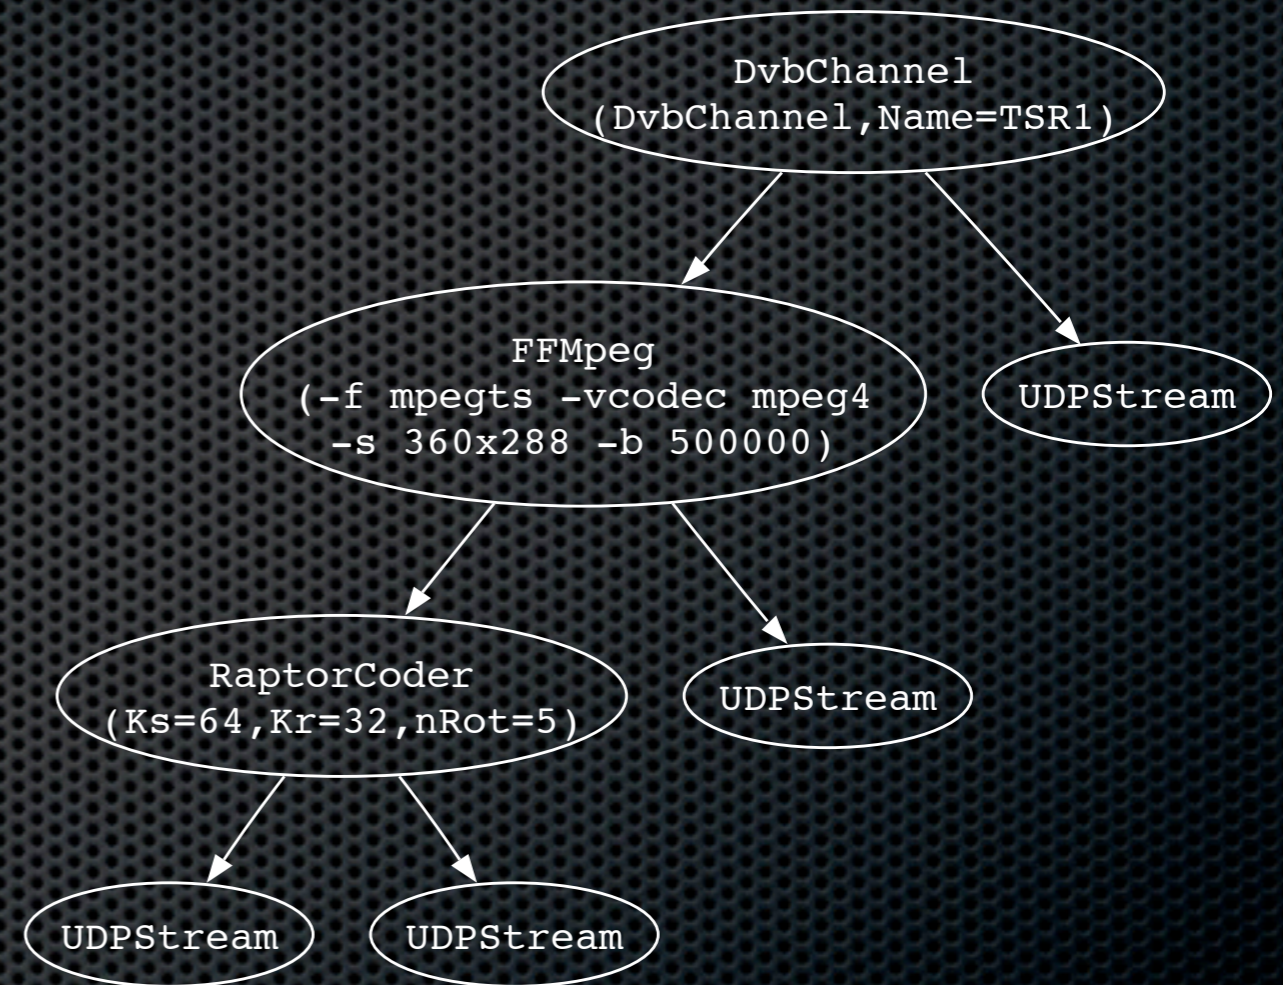 DvbChannel
(DvbChannel,Name=TSR1)
FFMpeg
(-f mpegts -vcodec mpeg4
-s 360x288 -b 500000)
UDPStream
RaptorCoder
(Ks=64,Kr=32,nRot=5)
UDPStream
UDPStream
UDPStream